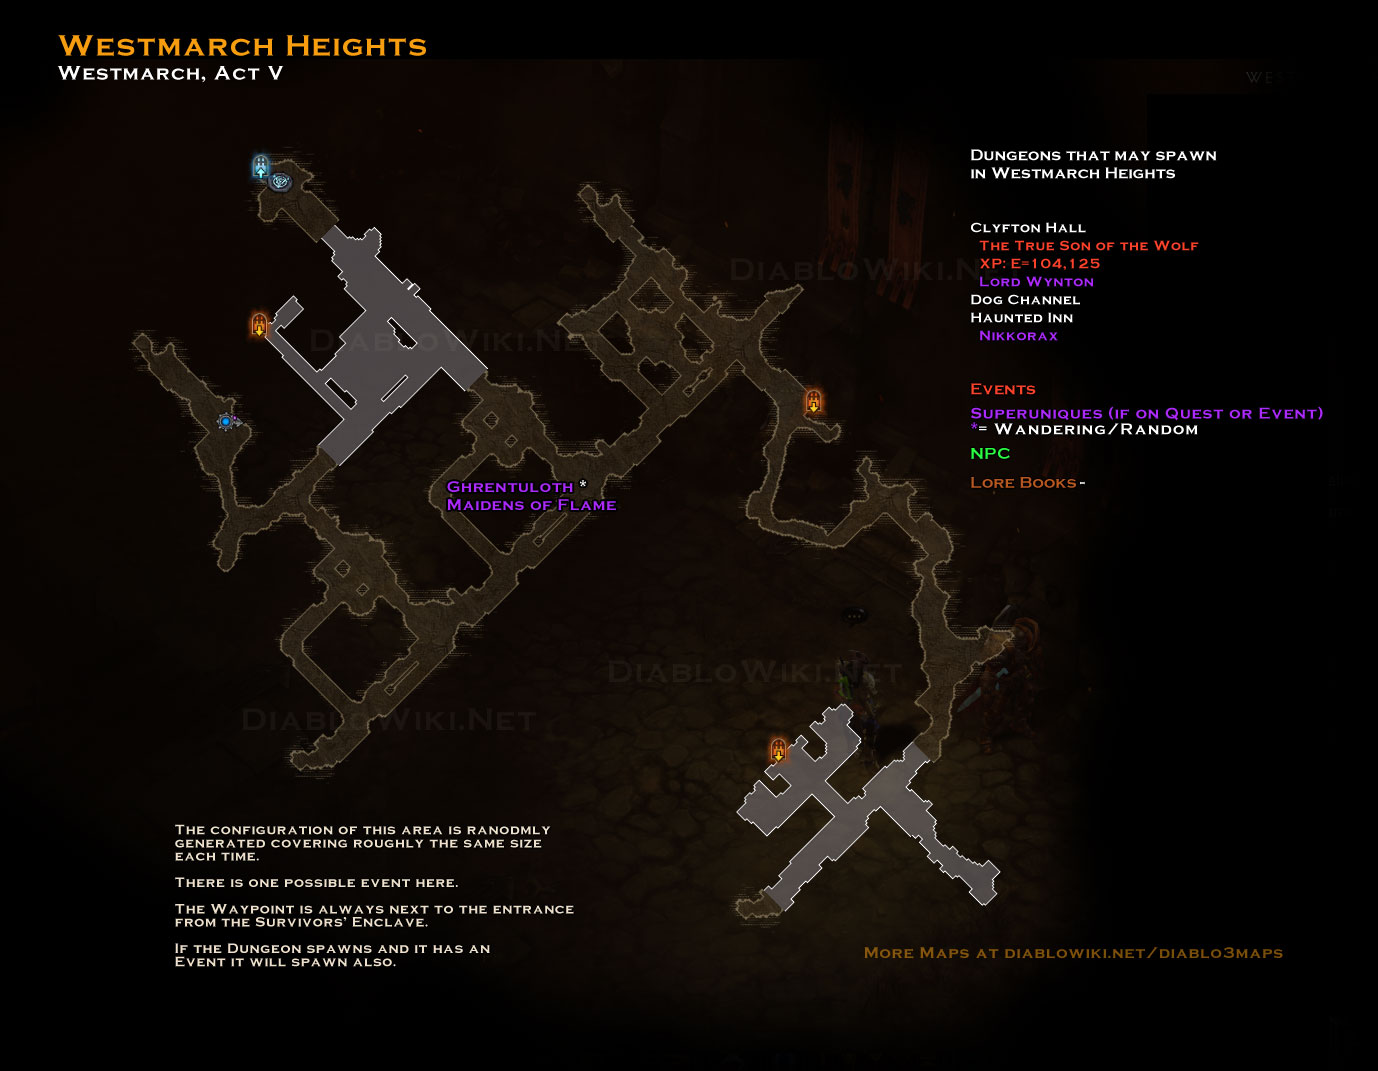 Westmarch Heights
Westmarch, Act V
Dungeons that may spawn
in Westmarch Heights
Clyfton Hall
The True Son of the Wolf
XP: E=104,125
Lord Wynton
Dog Channel
Haunted Inn
Nikkorax
Events
Superuniques (if on Quest or Event)
*= Wandering/Random
NPC
Lore Books -
DiabloWiki.Net
DiabloWiki.Net
Ghrentuloth *
Maidens of Flame
DiabloWiki.Net
DiabloWiki.Net
The configuration of this area is ranodmly
generated covering roughly the same size
each time.
There is one possible event here.
The Waypoint is always next to the entrance
from the Survivors' Enclave.
If the Dungeon spawns and it has an
Event it will spawn also.
More Maps at diablowiki.net/diablo3maps